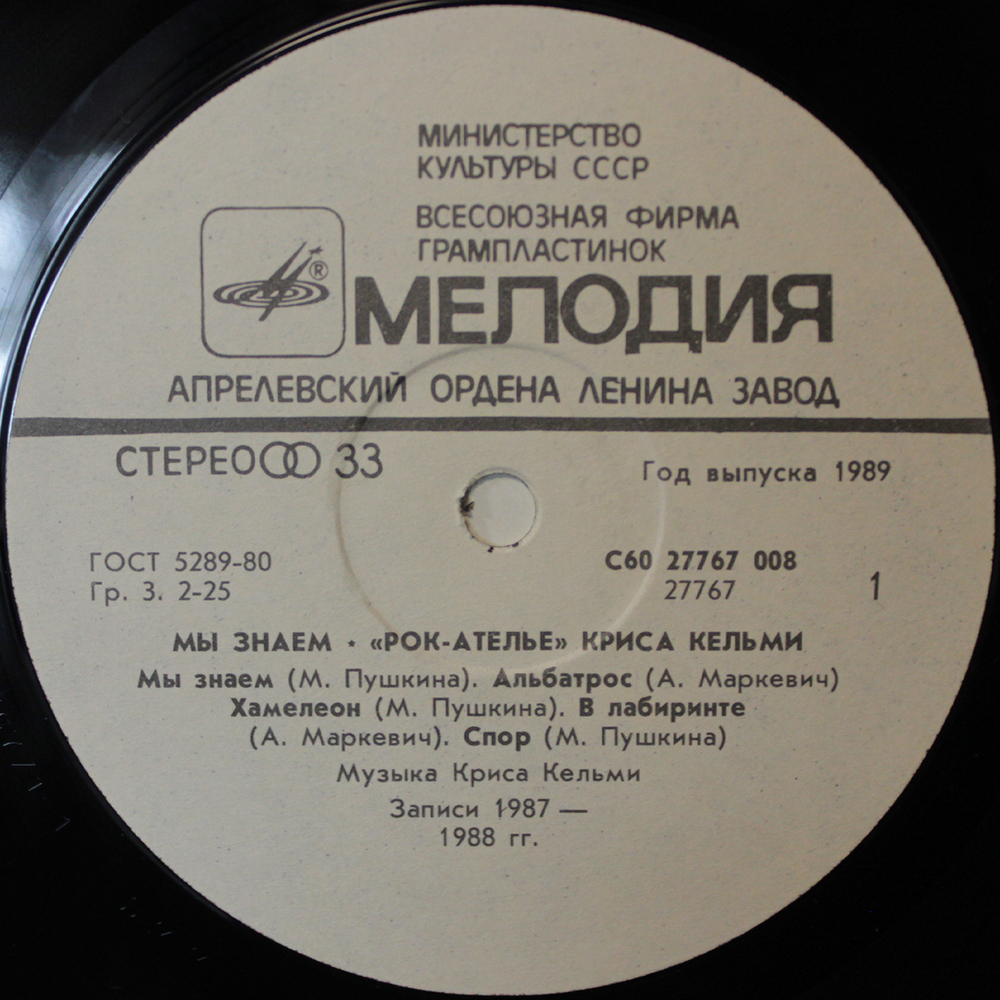 МИНИСТЕРСТВО
КУЛЬТУРЫ СССР
ВСЕСОЮЗНАЯ ФИРМА
ГРАМПЛАСТИНОК
®
МЕЛОДИЯ
АПРЕЛЕВСКИЙ ОРДЕНА ЛЕНИНА ЗАВОД
СТЕРЕО 33
Год выпуска 1989
ГОСТ 5289-80
Гр. 3. 2-25
С60 27767 008
27767
1
МЫ ЗНАЕМ ⋆ «РОК-АТЕЛЬЕ» КРИСА КЕЛЬМИ
Мы знаем (М. Пушкина). Альбатрос (А. Маркевич)
Хамелеон (М. Пушкина). В лабиринте
(А. Маркевич). Спор (М. Пушкина)
Музыка Криса Кельми
Записи 1987 —
1988 гг.